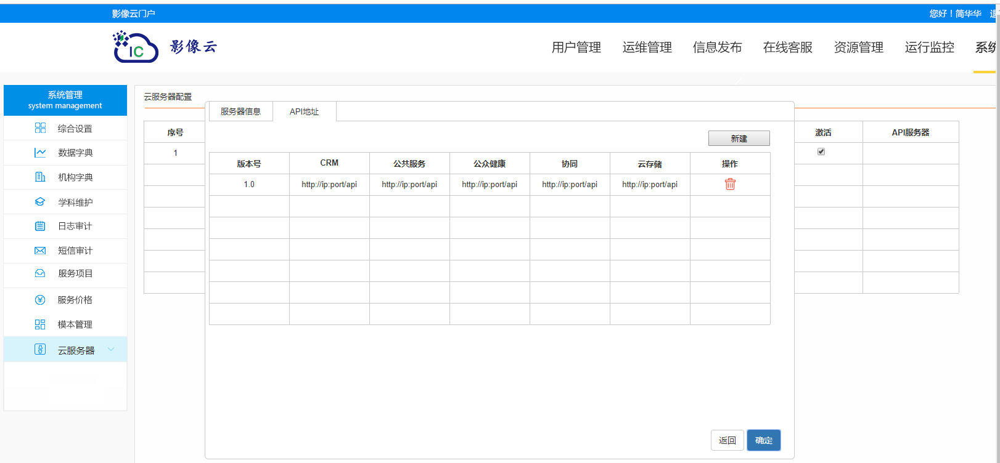 影像云门户
您好！简华华
IC 影像云
用户管理 运维管理 信息发布 在线客服 资源管理 运行监控
系统管理
system management
综合设置
数据字典
机构字典
学科维护
日志审计
短信审计
服务项目
服务价格
模本管理
云服务器
云服务器配置
服务器信息 API地址
新建
序号
1
版本号 CRM 公共服务 公众健康 协同 云存储 操作
1.0 http://ip:port/api http://ip:port/api http://ip:port/api http://ip:port/api http://ip:port/api
激活 API服务器
返回 确定